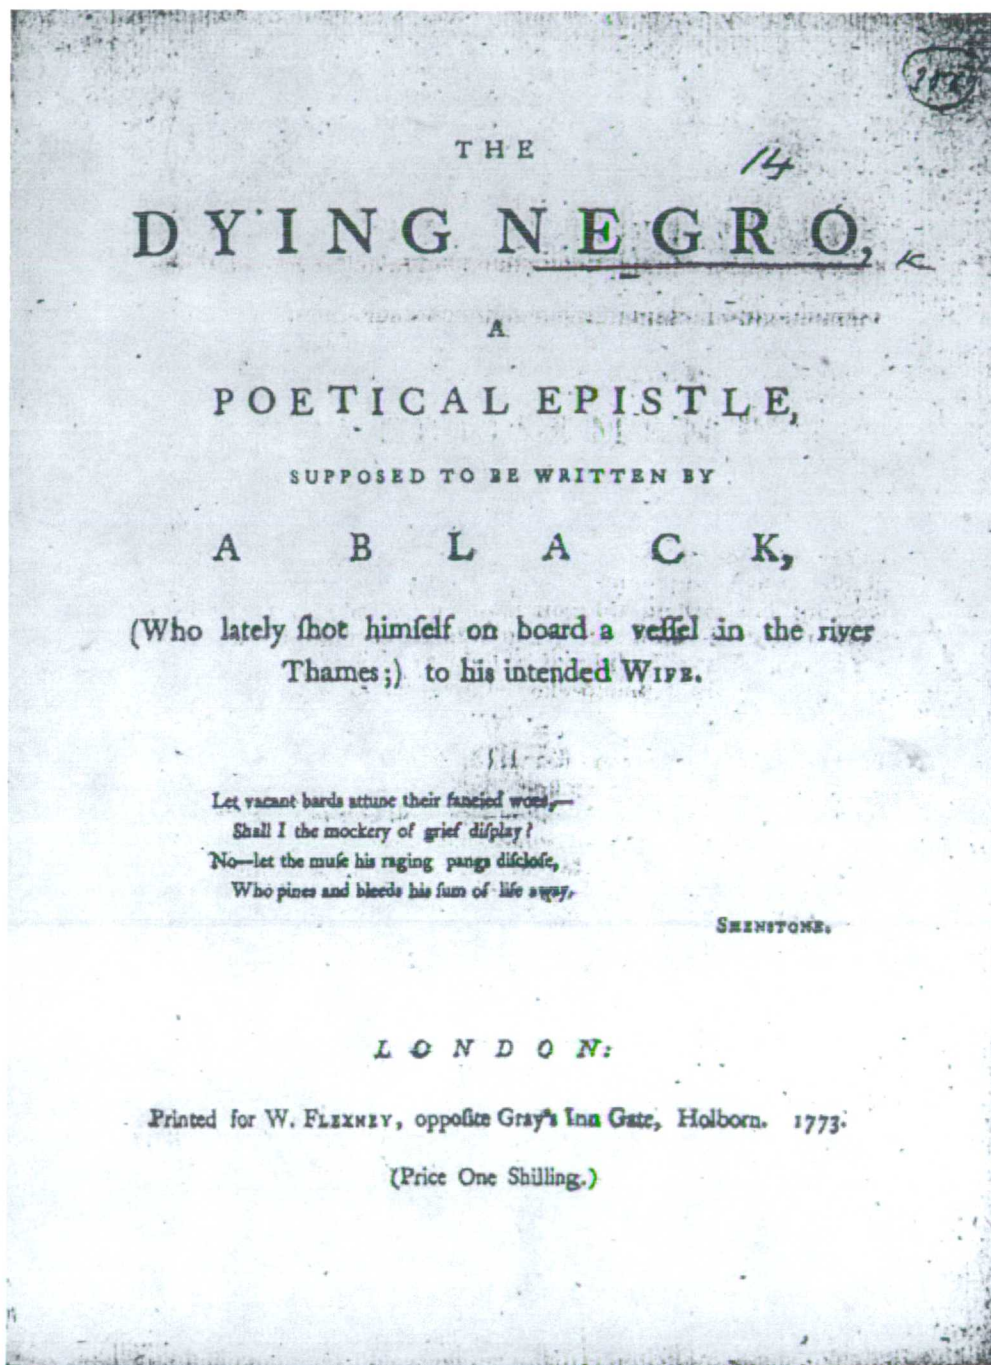 THE
14
DYING NEGRO,
A
POETICAL EPISTLE,
SUPPOSED TO BE WRITTEN BY
A BLACK,
(Who lately ſhot himſelf on board a veſſel in the river
Thames;) to his intended WIFE.
Let vacant bards attune their fancied woes,—
Shall I the mockery of grief diſplay?
No—let the muſe his raging pangs diſcloſe,
Who pines and bleeds his ſum of life away.
SHENSTONE.
LONDON:
Printed for W. FLEXNEY, oppoſite Gray's Inn Gate, Holborn. 1773.
(Price One Shilling.)